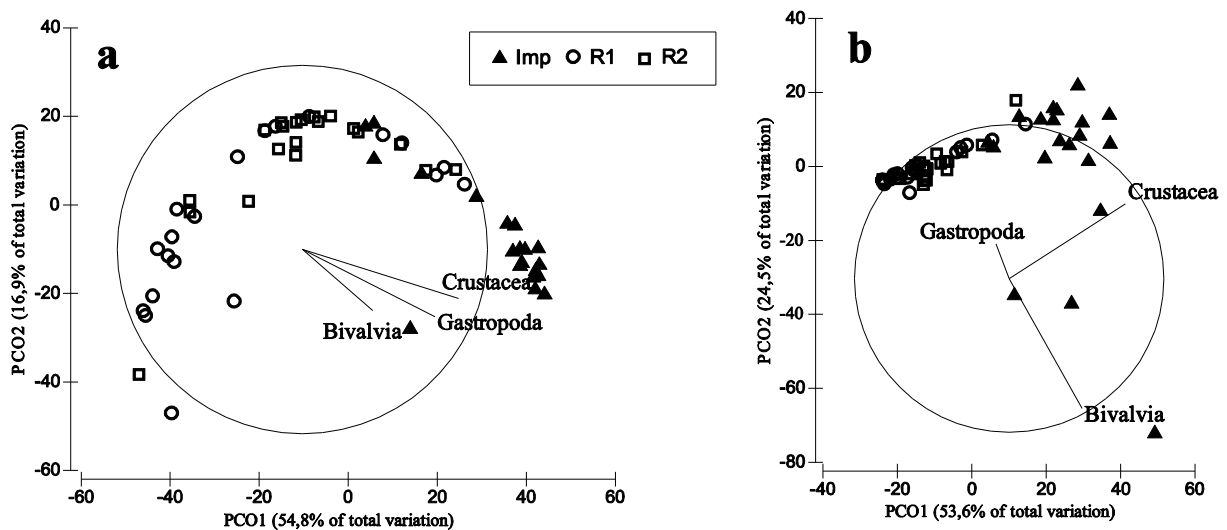 a
Imp R1 R2
40
20
0
-20
-40
-60
PCO2 (16,9% of total variation)
Crustacea
Gastropoda
Bivalvia
-60 -40 -20 0 20 40 60
PCO1 (54,8% of total variation)
b
40
20
0
-20
-40
-60
-80
PCO2 (24,5% of total variation)
Crustacea
Gastropoda
Bivalvia
-40 -20 0 20 40 60
PCO1 (53,6% of total variation)